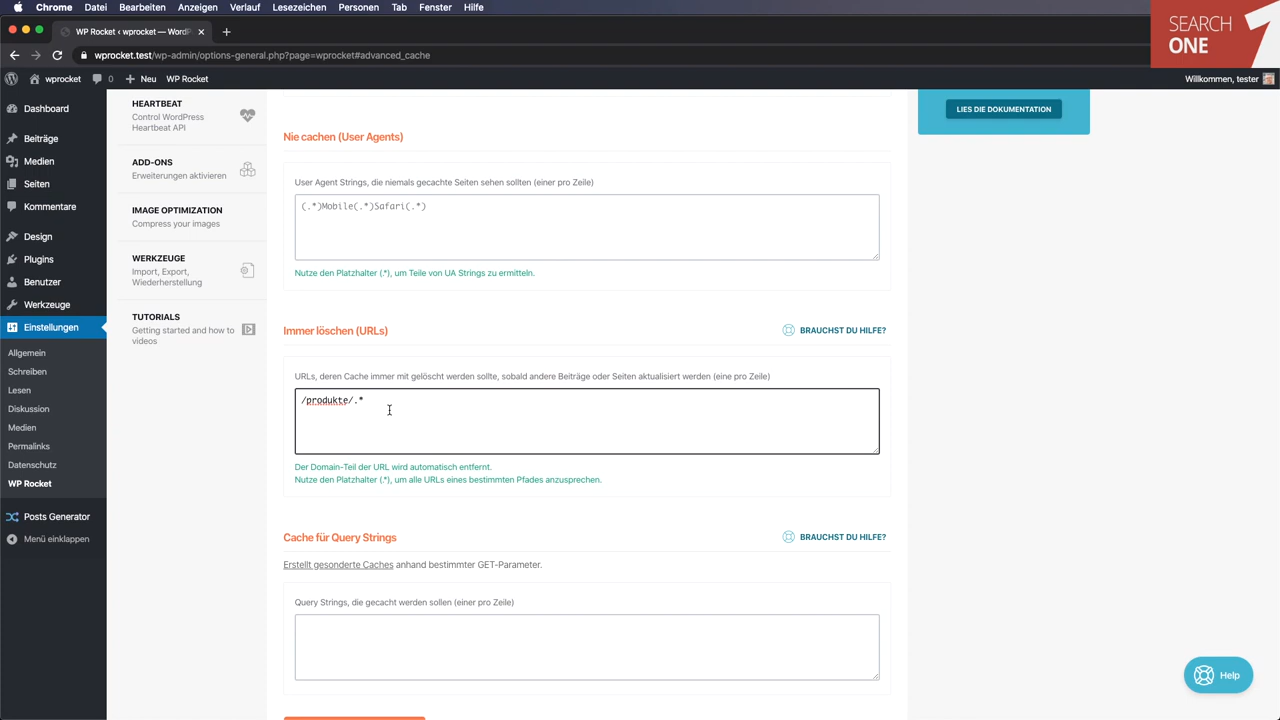 Chrome Datei Bearbeiten Anzeigen Verlauf Lesezeichen Personen Tab Fenster Hilfe
SEARCH
ONE
WP Rocket ‹ wprocket — WordP
wprocket.test/wp-admin/options-general.php?page=wprocket#advanced_cache
wprocket 0 Neu WP Rocket Willkommen, tester
Dashboard
Beiträge
Medien
Seiten
Kommentare
Design
Plugins
Benutzer
Werkzeuge
Einstellungen
Allgemein
Schreiben
Lesen
Diskussion
Medien
Permalinks
Datenschutz
WP Rocket
Posts Generator
Menü einklappen
HEARTBEAT
Control WordPress
Heartbeat API
ADD-ONS
Erweiterungen aktivieren
IMAGE OPTIMIZATION
Compress your images
WERKZEUGE
Import, Export,
Wiederherstellung
TUTORIALS
Getting started and how to
videos
Nie cachen (User Agents)
User Agent Strings, die niemals gecachte Seiten sehen sollten (einer pro Zeile)
(.*)Mobile(.*)Safari(.*)
Nutze den Platzhalter (.*), um Teile von UA Strings zu ermitteln.
Immer löschen (URLs)
BRAUCHST DU HILFE?
URLs, deren Cache immer mit gelöscht werden sollte, sobald andere Beiträge oder Seiten aktualisiert werden (eine pro Zeile)
/produkte/.*
Der Domain-Teil der URL wird automatisch entfernt.
Nutze den Platzhalter (.*), um alle URLs eines bestimmten Pfades anzusprechen.
Cache für Query Strings
BRAUCHST DU HILFE?
Erstellt gesonderte Caches anhand bestimmter GET-Parameter.
Query Strings, die gecacht werden sollen (einer pro Zeile)
LIES DIE DOKUMENTATION
Help